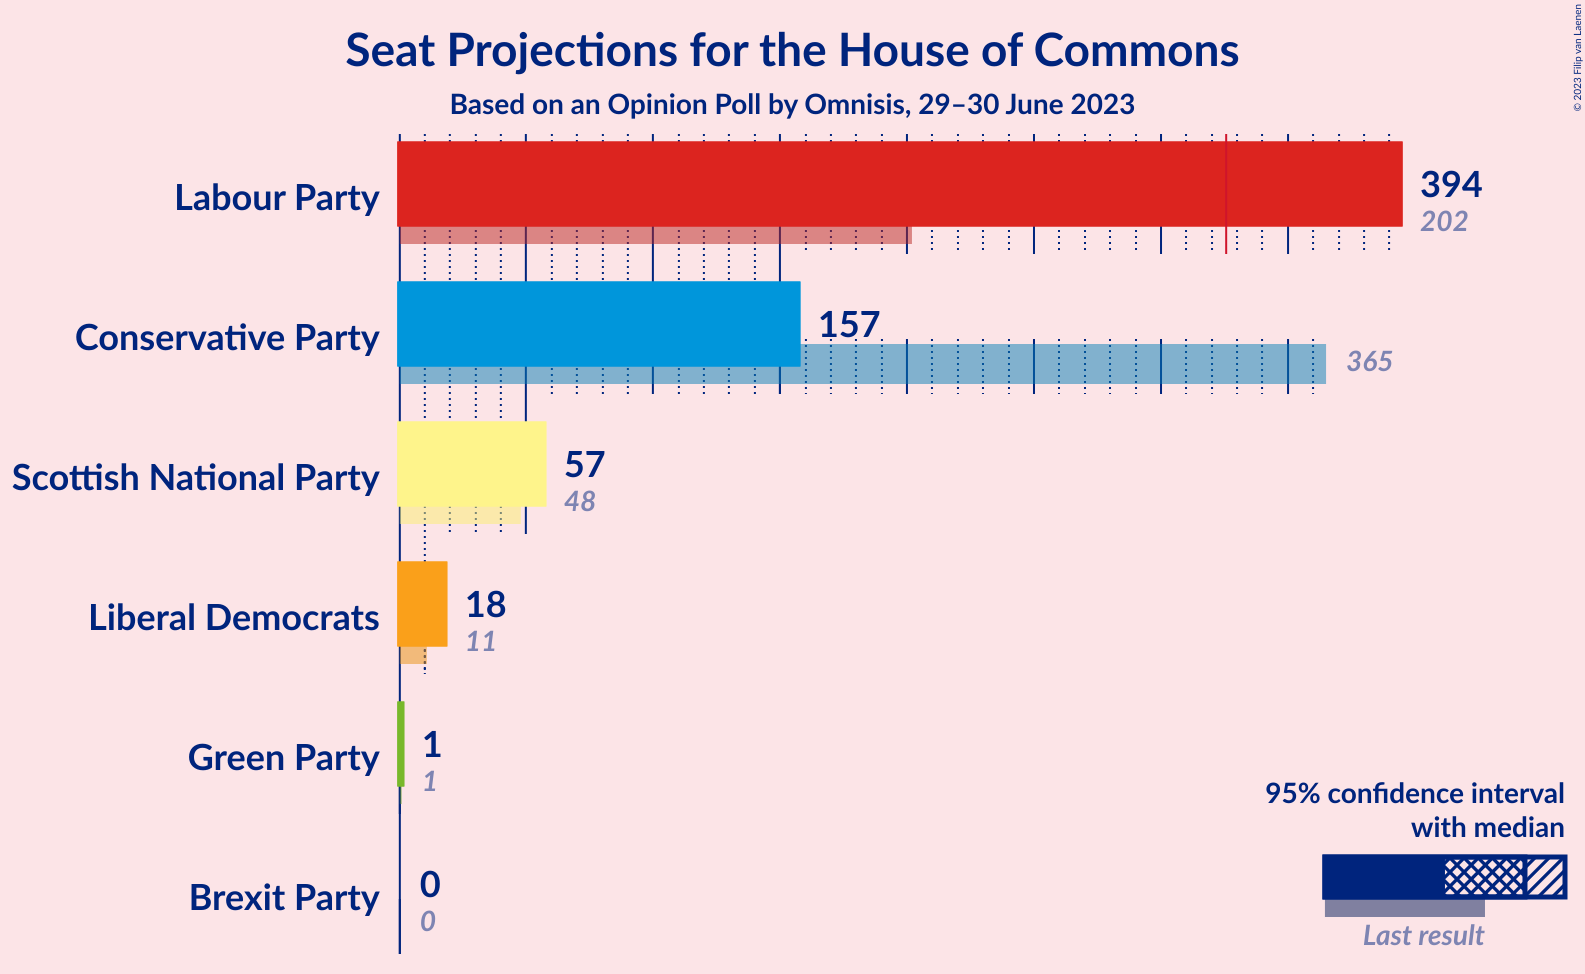 Seat Projections for the House of Commons
Based on an Opinion Poll by Omnisis, 29–30 June 2023
© 2023 Filip van Laenen
Labour Party
394
202
Conservative Party
157
365
Scottish National Party
57
48
Liberal Democrats
18
11
Green Party
1
1
Brexit Party
0
0
95% confidence interval
with median
Last result